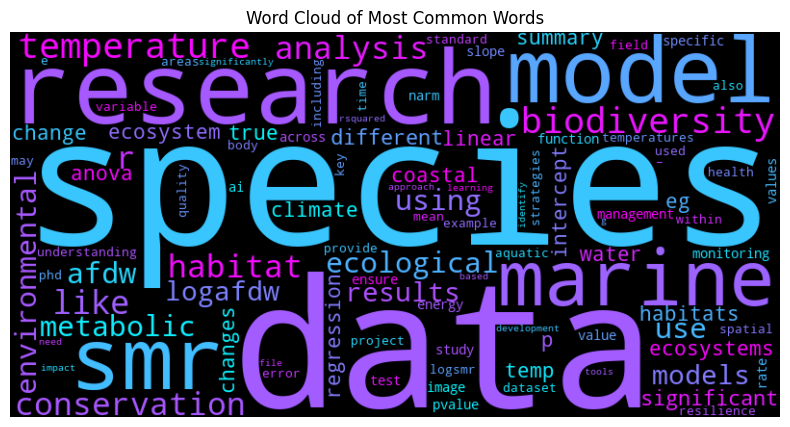 Word Cloud of Most Common Words
temperature
analysis
standard
slope
summary
field
specific
e
areas
significantly
research
including
time
rsquared
narm
model
also
variable
biodiversity
change
ecosystem
true
across
different
linear
function
temperatures
may
r
anova
body
key
species
quality
ai
coastal
approach
learning
using
mean
example
identify
strategies
intercept
used
health
values
eg
management
g
within
climate
environmental
understanding
phd
afdw
habitat
provide
ecological
aquatic
water
monitoring
like
logafdw
ensure
results
energy
based
marine
habitats
metabolic
changes
regression
data
project
study
development
p
value
use
spatial
need
impact
smr
file
error
test
logsmr
image
pvalue
temp
dataset
tools
ecosystems
models
rate
conservation
significant
resilience